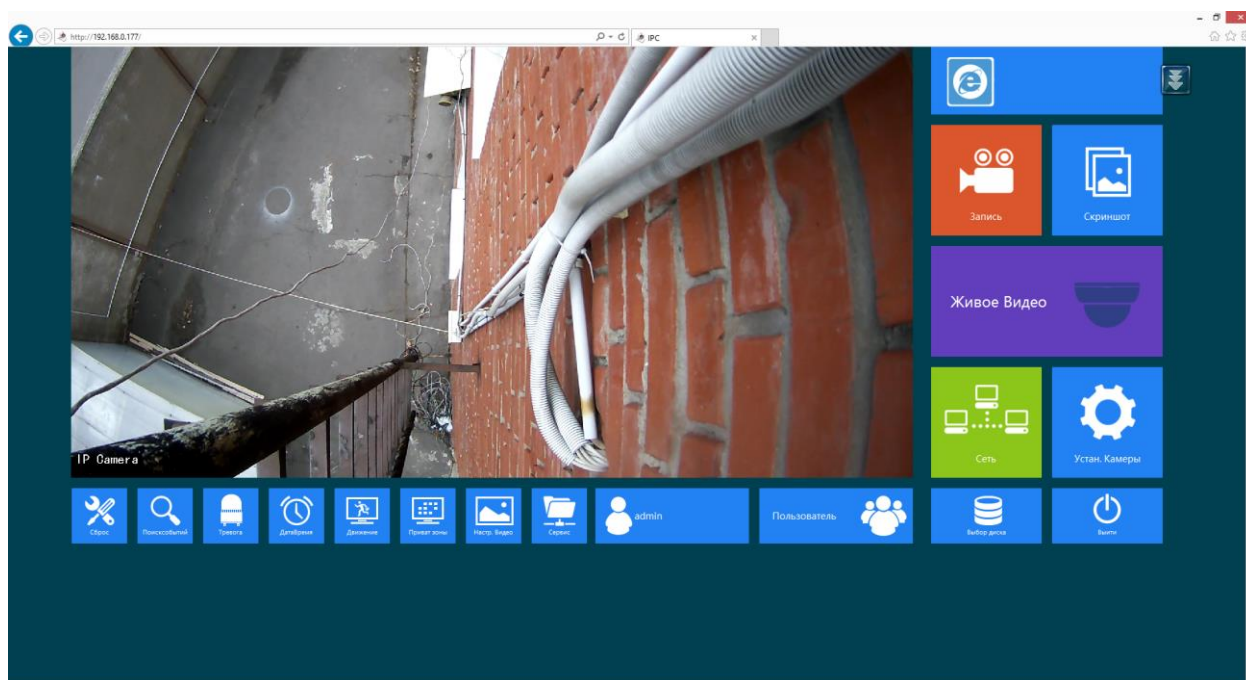 http://192.168.0.177/
IPC
Запись
Скриншот
Живое Видео
IP Camera
Сеть
Устан. Камеры
Сброс
Поисксобытий
Тревога
ДатаВремя
Движение
Приват зоны
Настр. Видео
Сервис
admin
Пользователь
Выбор диска
Выйти